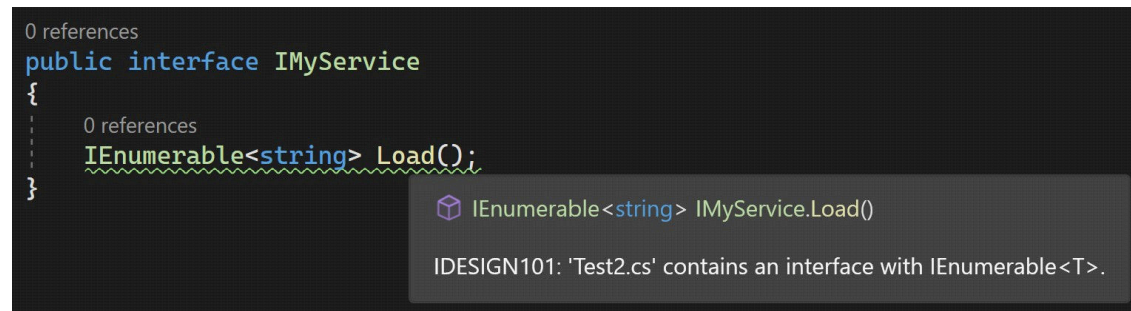 0 references
public interface IMyService
{
0 references
IEnumerable<string> Load();
}
IEnumerable<string> IMyService.Load()
IDESIGN101: 'Test2.cs' contains an interface with IEnumerable<T>.